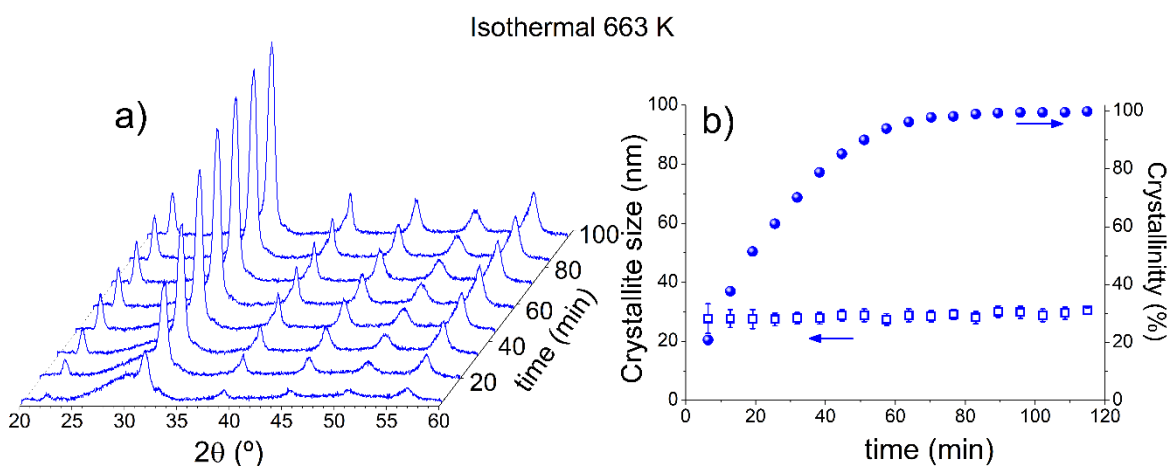 Isothermal 663 K
a)
20 25 30 35 40 45 50 55 60
2θ (º)
20
40
60
80
100
time (min)
b)
Crystallite size (nm)
0
20
40
60
80
100
0 20 40 60 80 100 120
time (min)
0
20
40
60
80
100
Crystallinitty (%)